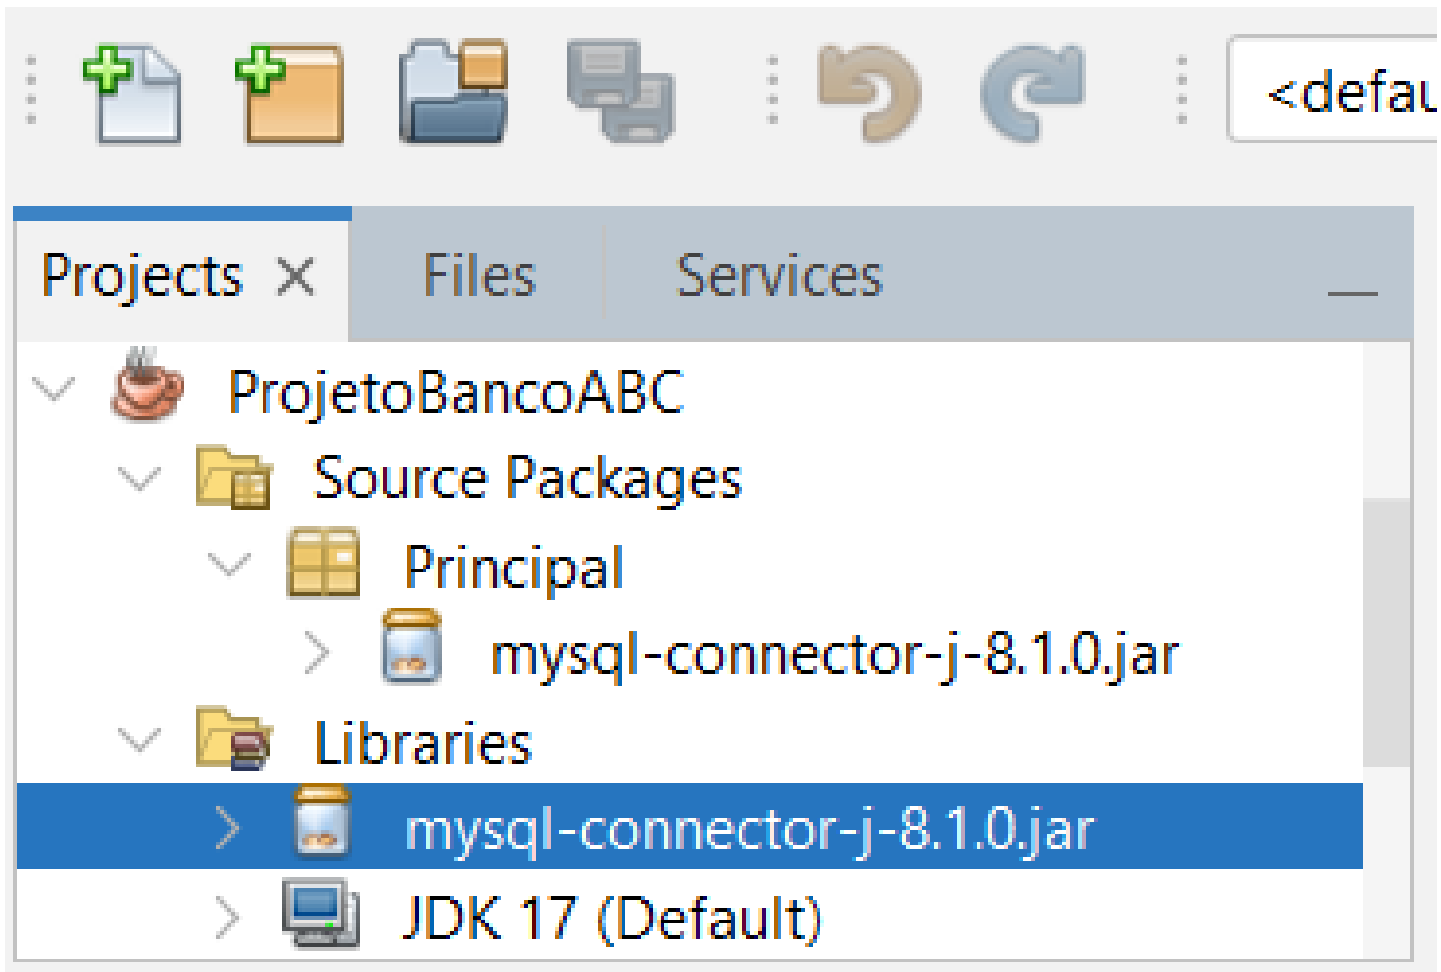 <defau
Projects Files Services
ProjetoBancoABC
Source Packages
Principal
mysql-connector-j-8.1.0.jar
Libraries
mysql-connector-j-8.1.0.jar
JDK 17 (Default)